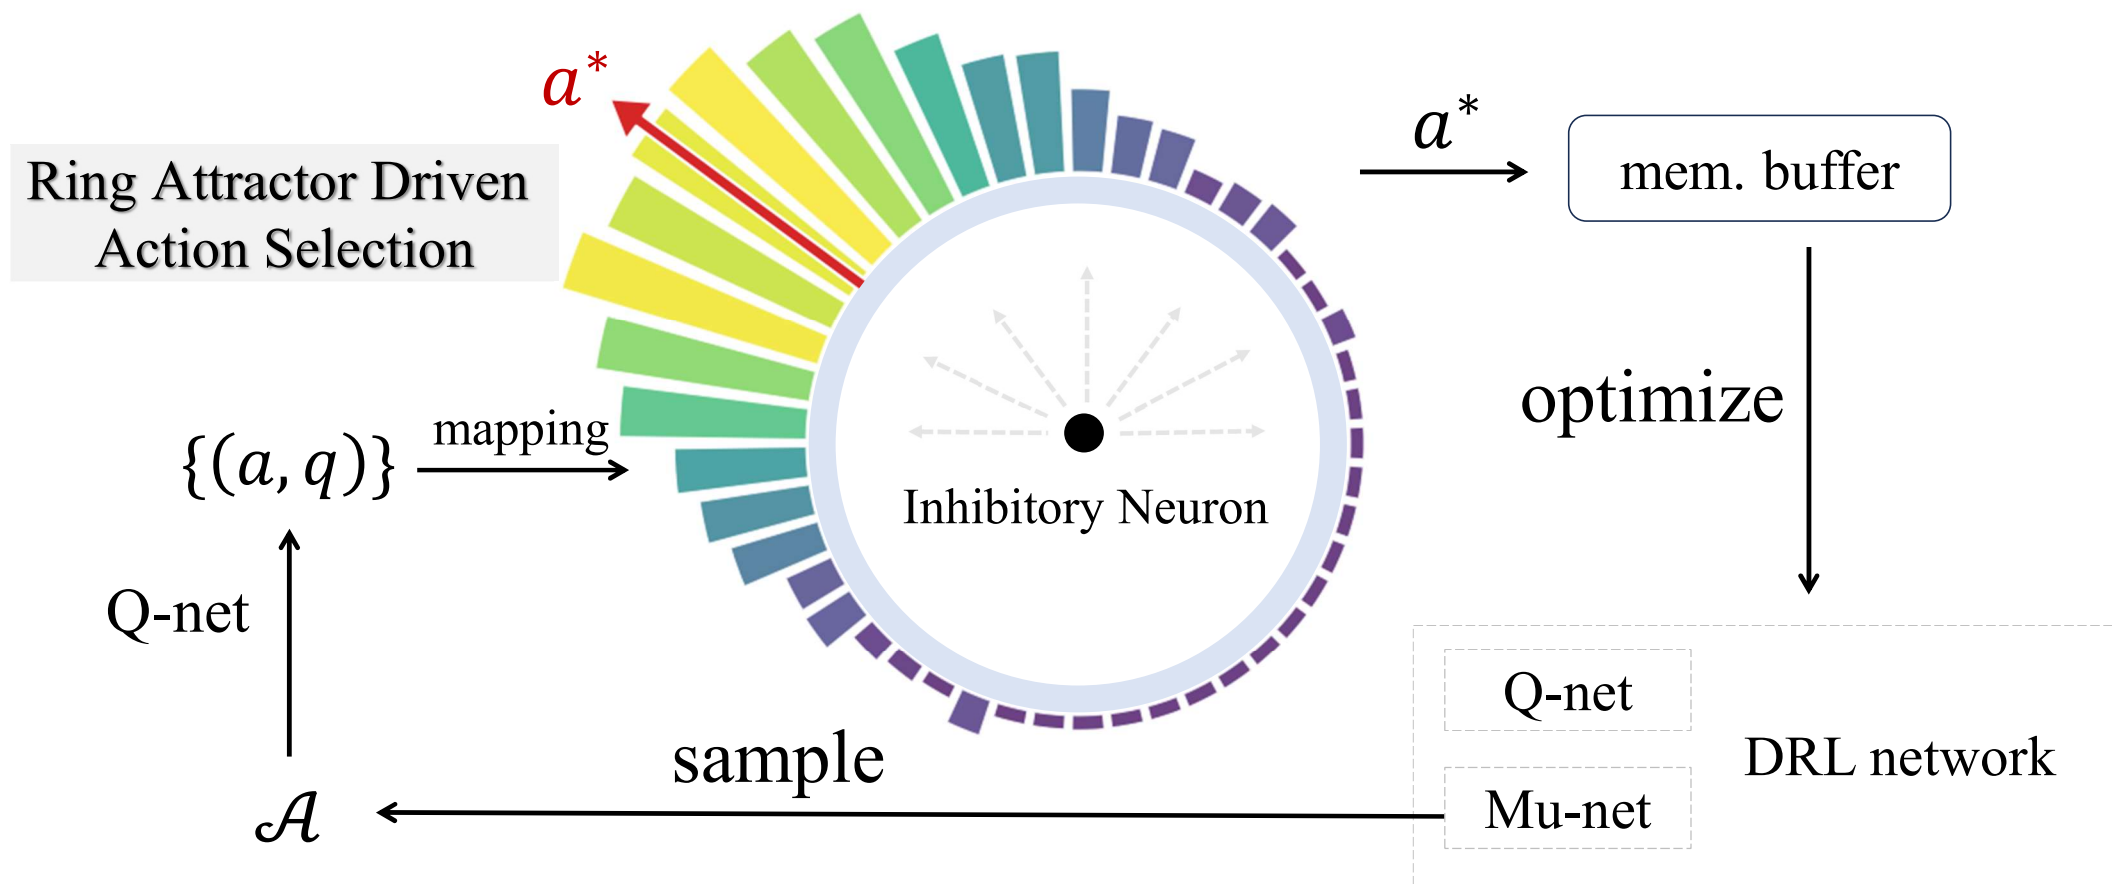 a*
Ring Attractor Driven
Action Selection
a*
mem. buffer
optimize
mapping
{(a, q)}
Inhibitory Neuron
Q-net
Q-net
DRL network
sample
Mu-net
𝒜